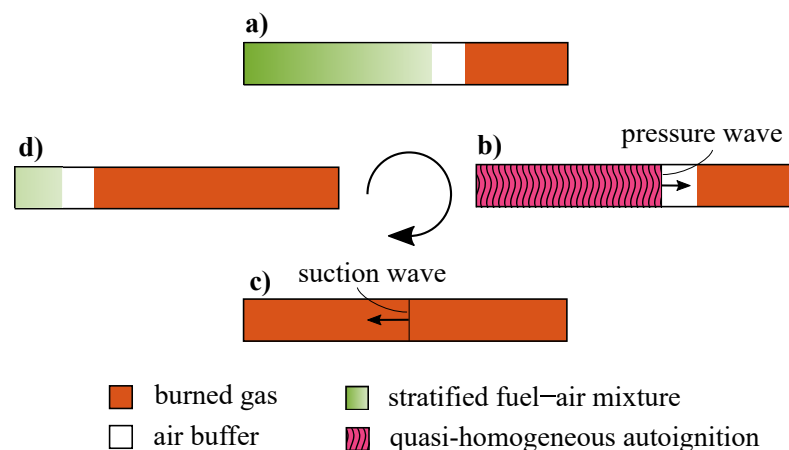 a)
d)
b)
pressure wave
c)
suction wave
burned gas
stratified fuel–air mixture
air buffer
quasi-homogeneous autoignition